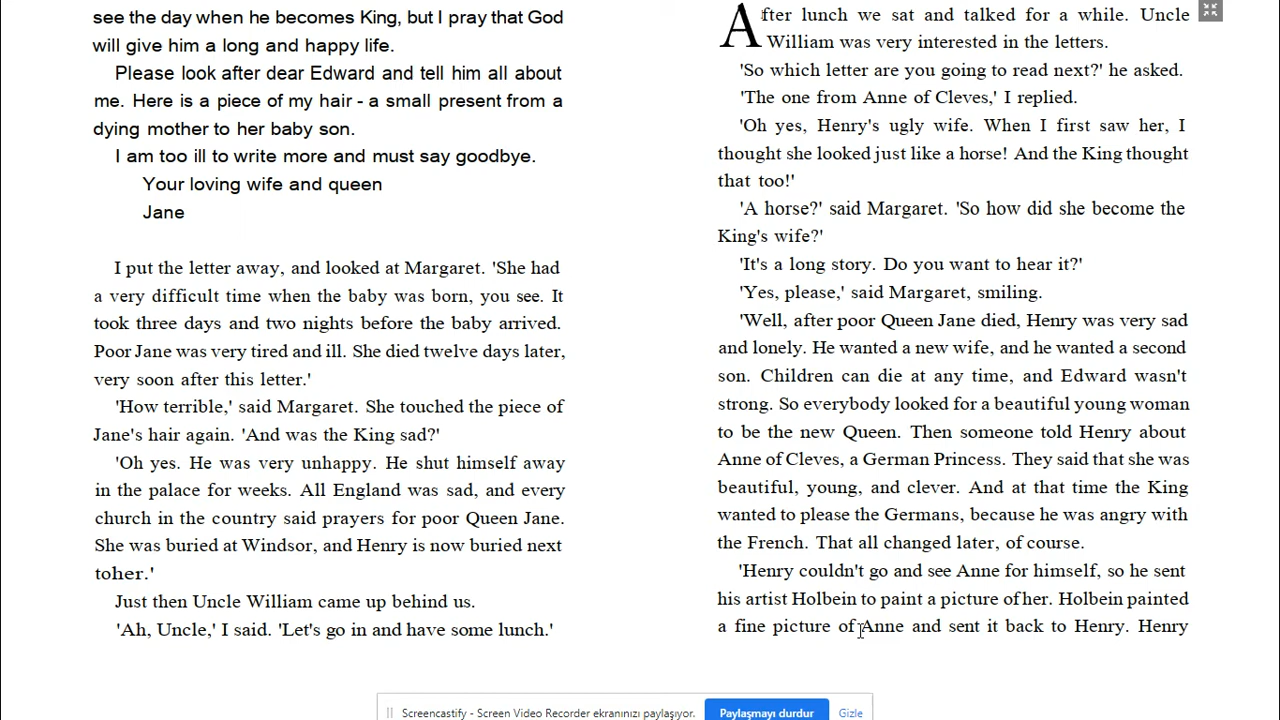 see the day when he becomes King, but I pray that God
will give him a long and happy life.
Please look after dear Edward and tell him all about
me. Here is a piece of my hair - a small present from a
dying mother to her baby son.
I am too ill to write more and must say goodbye.
Your loving wife and queen
Jane
I put the letter away, and looked at Margaret. 'She had
a very difficult time when the baby was born, you see. It
took three days and two nights before the baby arrived.
Poor Jane was very tired and ill. She died twelve days later,
very soon after this letter.'
'How terrible,' said Margaret. She touched the piece of
Jane's hair again. 'And was the King sad?'
'Oh yes. He was very unhappy. He shut himself away
in the palace for weeks. All England was sad, and every
church in the country said prayers for poor Queen Jane.
She was buried at Windsor, and Henry is now buried next
toher.'
Just then Uncle William came up behind us.
'Ah, Uncle,' I said. 'Let's go in and have some lunch.'
After lunch we sat and talked for a while. Uncle
William was very interested in the letters.
'So which letter are you going to read next?' he asked.
'The one from Anne of Cleves,' I replied.
'Oh yes, Henry's ugly wife. When I first saw her, I
thought she looked just like a horse! And the King thought
that too!'
'A horse?' said Margaret. 'So how did she become the
King's wife?'
'It's a long story. Do you want to hear it?'
'Yes, please,' said Margaret, smiling.
'Well, after poor Queen Jane died, Henry was very sad
and lonely. He wanted a new wife, and he wanted a second
son. Children can die at any time, and Edward wasn't
strong. So everybody looked for a beautiful young woman
to be the new Queen. Then someone told Henry about
Anne of Cleves, a German Princess. They said that she was
beautiful, young, and clever. And at that time the King
wanted to please the Germans, because he was angry with
the French. That all changed later, of course.
'Henry couldn't go and see Anne for himself, so he sent
his artist Holbein to paint a picture of her. Holbein painted
a fine picture of Anne and sent it back to Henry. Henry
Screencastify - Screen Video Recorder ekranınızı paylaşıyor. Paylaşmayı durdur Gizle